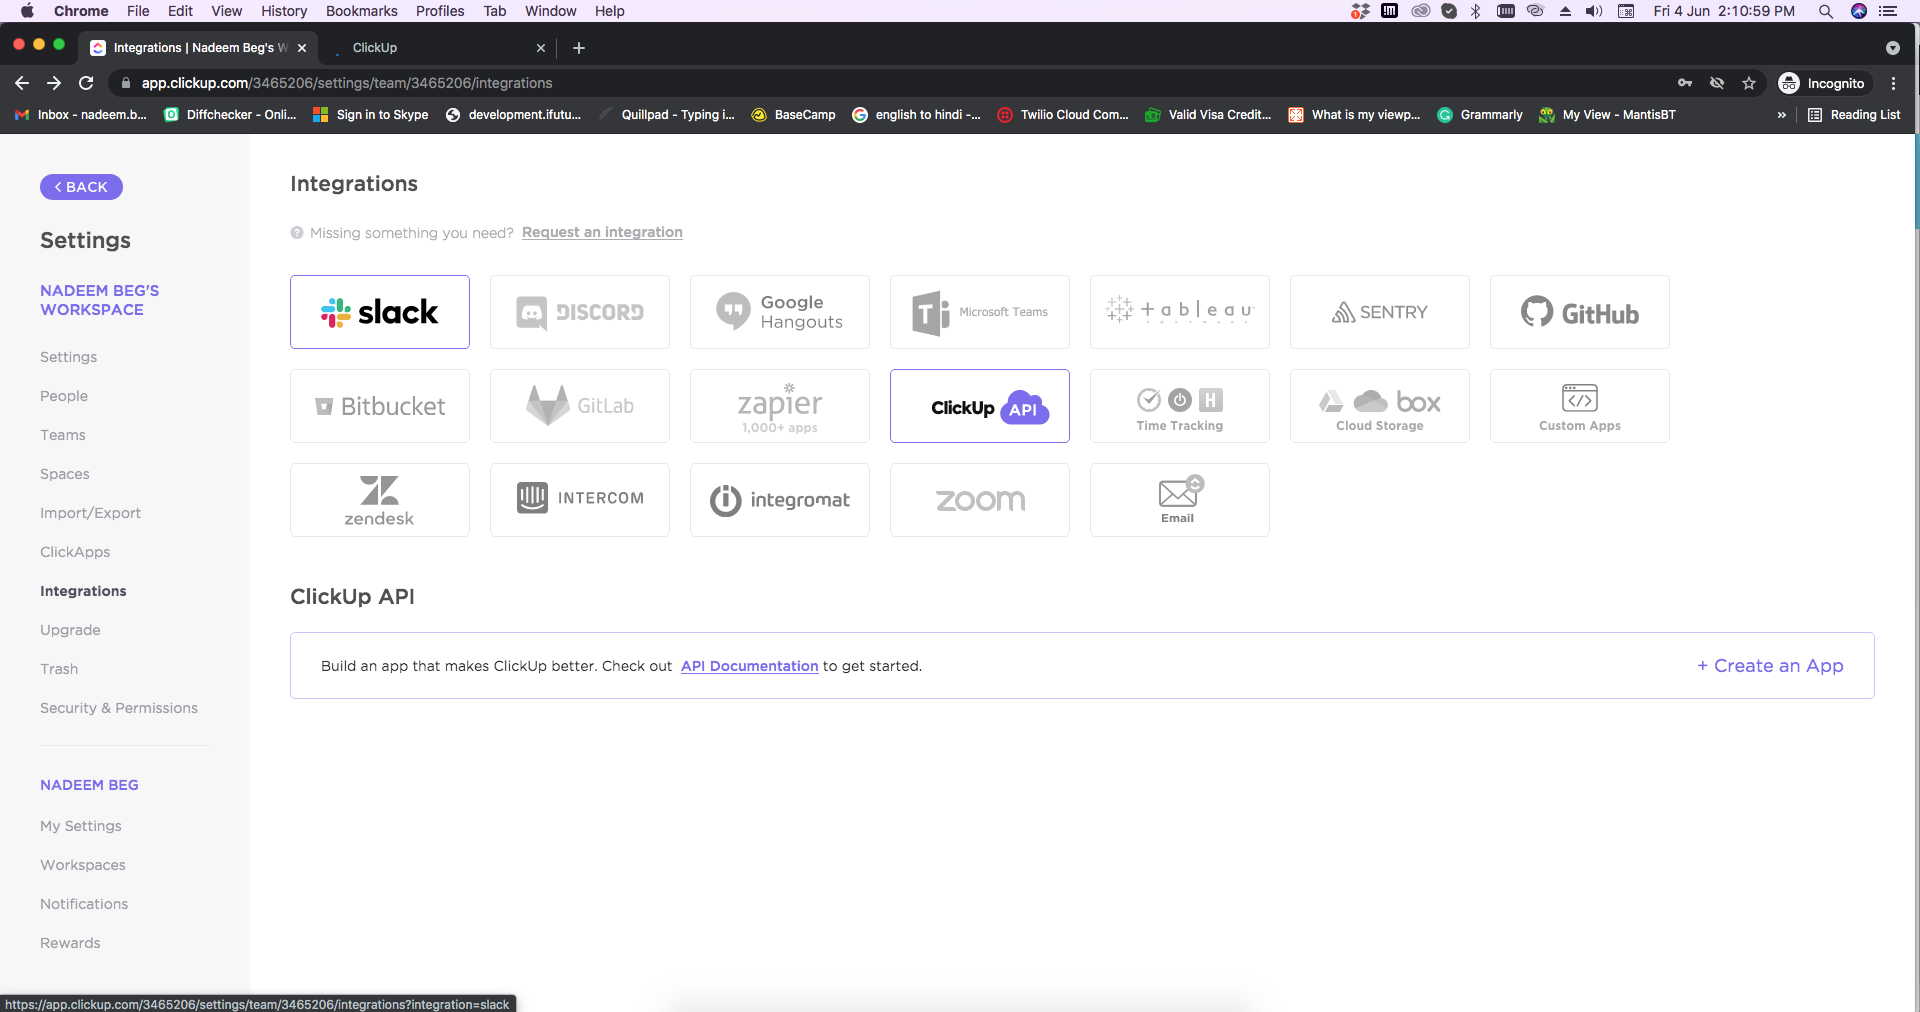 Chrome File Edit View History Bookmarks Profiles Tab Window Help Fri 4 Jun 2:10:59 PM
Integrations | Nadeem Beg's W ClickUp
app.clickup.com/3465206/settings/team/3465206/integrations Incognito
Inbox - nadeem.b... Diffchecker - Onli... Sign in to Skype development.ifutu... Quillpad - Typing i... BaseCamp english to hindi -... Twilio Cloud Com... Valid Visa Credit... What is my viewp... Grammarly My View - MantisBT » Reading List
BACK
Settings
NADEEM BEG'S
WORKSPACE
Settings
People
Teams
Spaces
Import/Export
ClickApps
Integrations
Upgrade
Trash
Security & Permissions
NADEEM BEG
My Settings
Workspaces
Notifications
Rewards
Integrations
? Missing something you need? Request an integration
slack
DISCORD
Google
Hangouts
T Microsoft Teams
+ableau
SENTRY
GitHub
Bitbucket
GitLab
zapier
1,000+ apps
ClickUp API
H
Time Tracking
box
Cloud Storage
</>
Custom Apps
zendesk
INTERCOM
integromat
zoom
Email
ClickUp API
Build an app that makes ClickUp better. Check out API Documentation to get started.
+ Create an App
https://app.clickup.com/3465206/settings/team/3465206/integrations?integration=slack